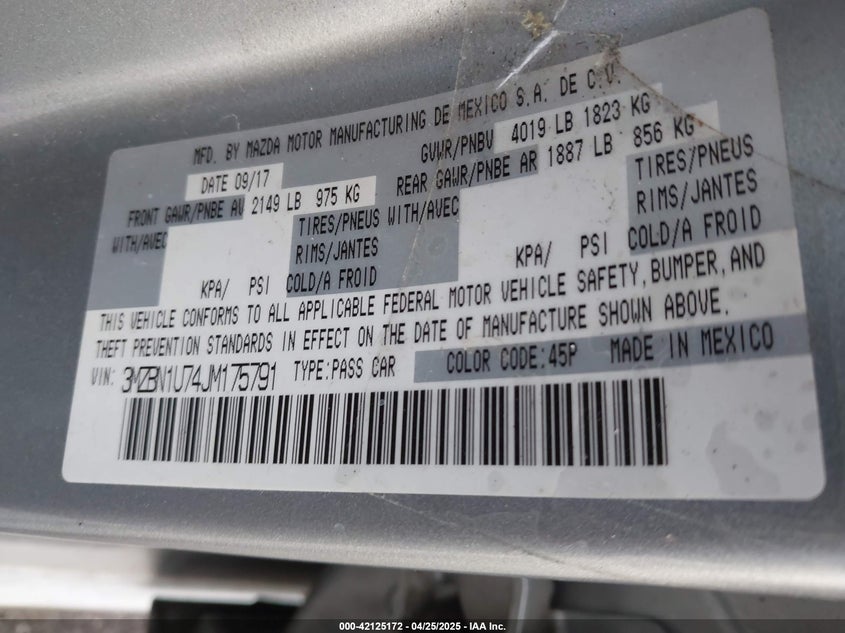 MFD. BY MAZDA MOTOR MANUFACTURING DE MEXICO S.A. DE C.V.
DATE 09/17 GVWR/PNBV 4019 LB 1823 KG
FRONT GAWR/PNBE AV 2149 LB 975 KG REAR GAWR/PNBE AR 1887 LB 856 KG
WITH/AVEC TIRES/PNEUS WITH/AVEC TIRES/PNEUS
RIMS/JANTES RIMS/JANTES
KPA/ PSI COLD/A FROID KPA/ PSI COLD/A FROID
THIS VEHICLE CONFORMS TO ALL APPLICABLE FEDERAL MOTOR VEHICLE SAFETY, BUMPER, AND
THEFT PREVENTION STANDARDS IN EFFECT ON THE DATE OF MANUFACTURE SHOWN ABOVE.
VIN: 3MZBN1U74JM175791 TYPE:PASS CAR COLOR CODE:45P MADE IN MEXICO
000-42125172 | 04/25/2025 - IAA Inc.